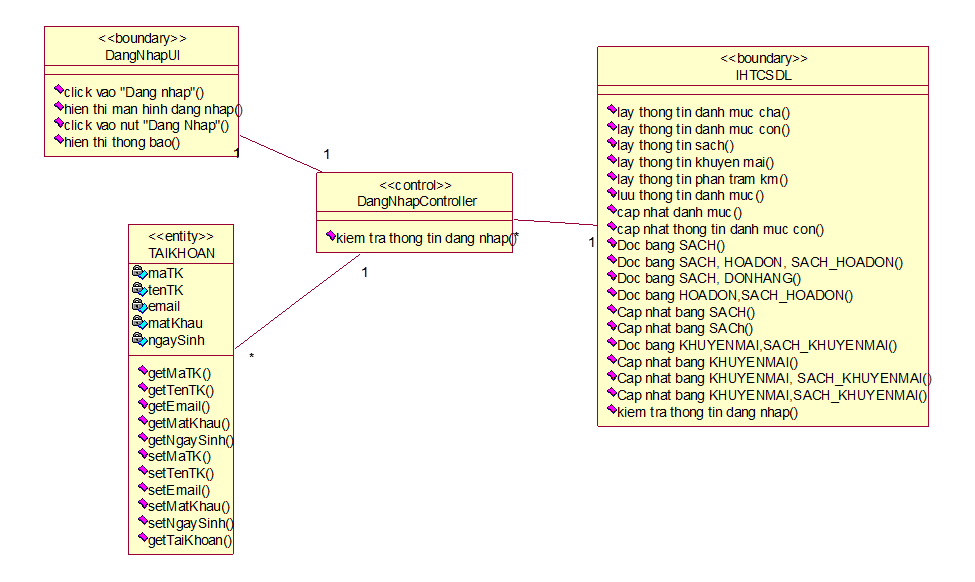 <<boundary>>
DangNhapUI
click vao "Dang nhap"()
hien thi man hinh dang nhap()
click vao nut "Dang Nhap"()
hien thi thong bao()
1
1
<<control>>
DangNhapController
kiem tra thong tin dang nhap()
*
1
1
*
<<entity>>
TAIKHOAN
maTK
tenTK
email
matKhau
ngaySinh
getMaTK()
getTenTK()
getEmail()
getMatKhau()
getNgaySinh()
setMaTK()
setTenTK()
setEmail()
setMatKhau()
setNgaySinh()
getTaiKhoan()
<<boundary>>
IHTCSDL
lay thong tin danh muc cha()
lay thong tin danh muc con()
lay thong tin sach()
lay thong tin khuyen mai()
lay thong tin phan tram km()
luu thong tin danh muc()
cap nhat danh muc()
cap nhat thong tin danh muc con()
Doc bang SACH()
Doc bang SACH, HOADON, SACH_HOADON()
Doc bang SACH, DONHANG()
Doc bang HOADON,SACH_HOADON()
Cap nhat bang SACH()
Cap nhat bang SACh()
Doc bang KHUYENMAI,SACH_KHUYENMAI()
Cap nhat bang KHUYENMAI()
Cap nhat bang KHUYENMAI, SACH_KHUYENMAI()
Cap nhat bang KHUYENMAI,SACH_KHUYENMAI()
kiem tra thong tin dang nhap()